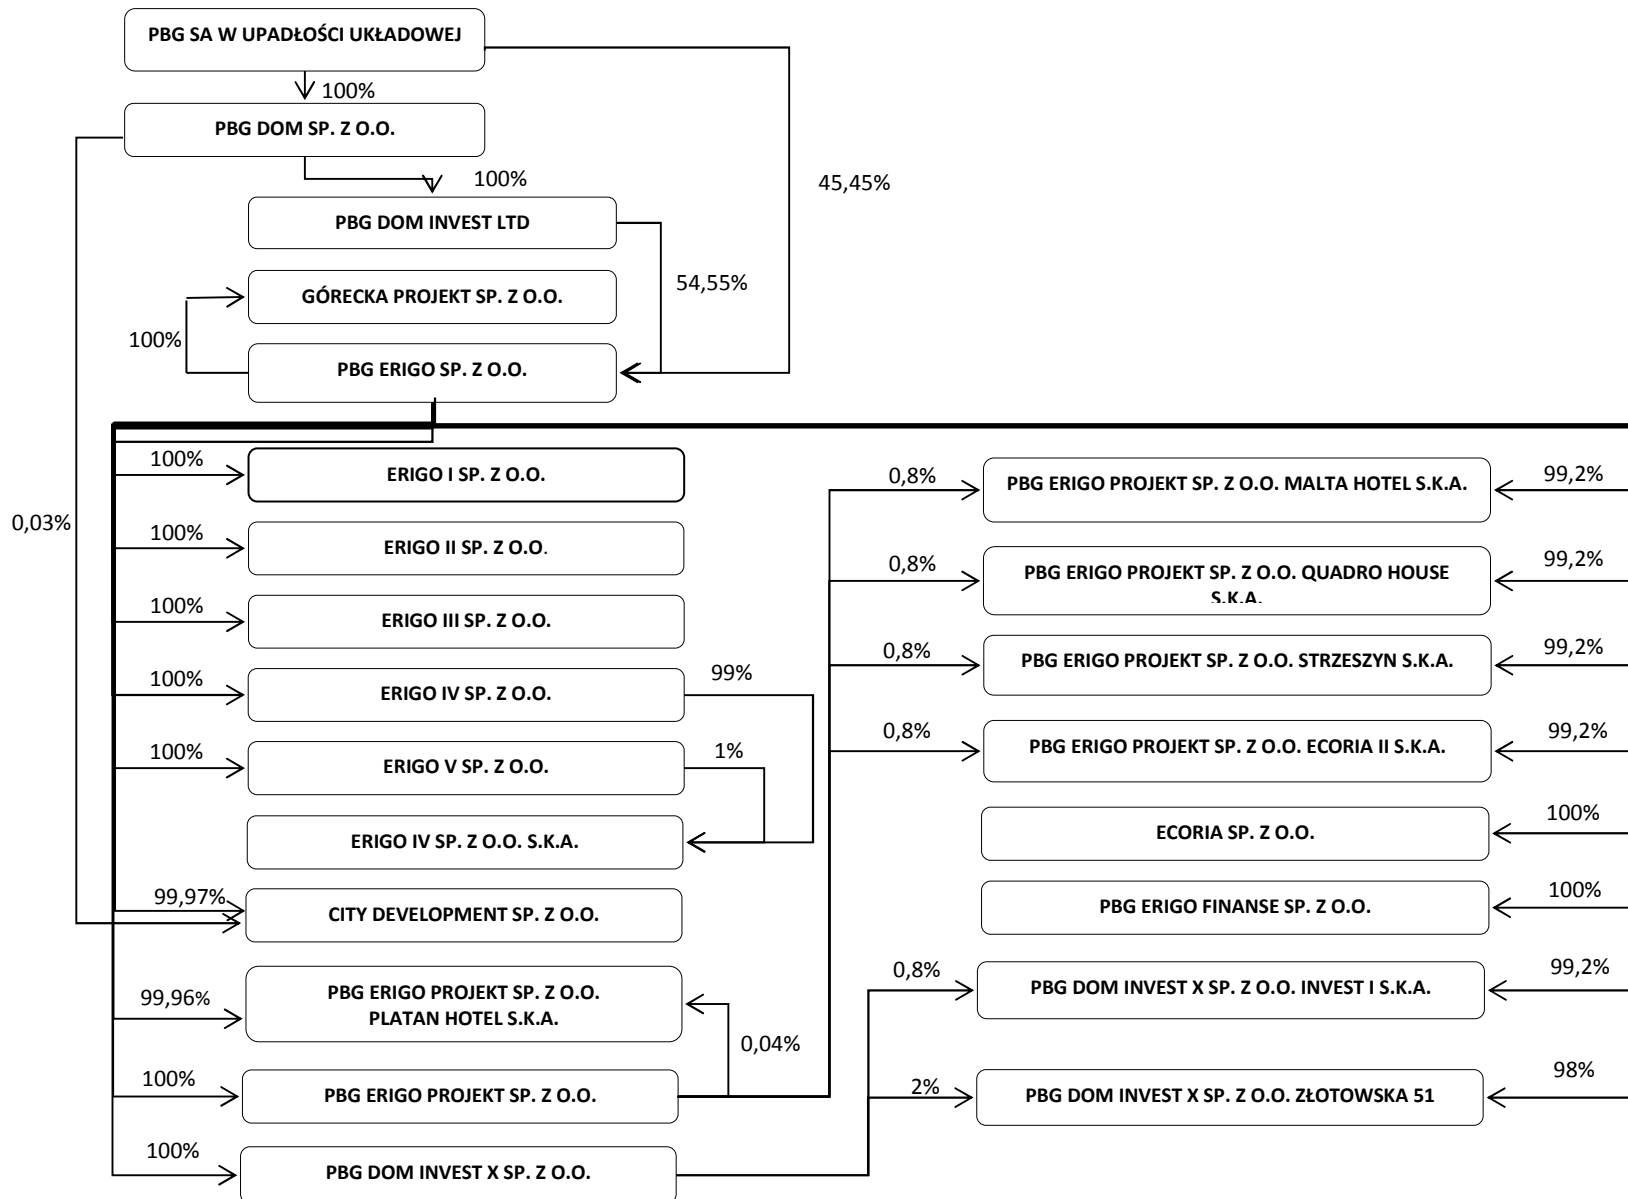 PBG SA W UPADŁOŚCI UKŁADOWEJ
100%
PBG DOM SP. Z O.O.
100%
45,45%
PBG DOM INVEST LTD
54,55%
GÓRECKA PROJEKT SP. Z O.O.
100%
PBG ERIGO SP. Z O.O.
0,03%
100%
ERIGO I SP. Z O.O.
100%
ERIGO II SP. Z O.O.
100%
ERIGO III SP. Z O.O.
100%
ERIGO IV SP. Z O.O.
99%
100%
ERIGO V SP. Z O.O.
1%
ERIGO IV SP. Z O.O. S.K.A.
99,97%
CITY DEVELOPMENT SP. Z O.O.
99,96%
PBG ERIGO PROJEKT SP. Z O.O.
PLATAN HOTEL S.K.A.
0,04%
100%
PBG ERIGO PROJEKT SP. Z O.O.
100%
PBG DOM INVEST X SP. Z O.O.
0,8%
PBG ERIGO PROJEKT SP. Z O.O. MALTA HOTEL S.K.A.
99,2%
0,8%
PBG ERIGO PROJEKT SP. Z O.O. QUADRO HOUSE
S.K.A.
99,2%
0,8%
PBG ERIGO PROJEKT SP. Z O.O. STRZESZYN S.K.A.
99,2%
0,8%
PBG ERIGO PROJEKT SP. Z O.O. ECORIA II S.K.A.
99,2%
ECORIA SP. Z O.O.
100%
PBG ERIGO FINANSE SP. Z O.O.
100%
0,8%
PBG DOM INVEST X SP. Z O.O. INVEST I S.K.A.
99,2%
2%
PBG DOM INVEST X SP. Z O.O. ZŁOTOWSKA 51
98%